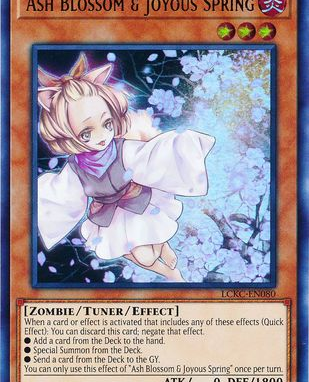 ASH BLOSSOM & JOYOUS SPRING
炎
LCKC-EN080
[ZOMBIE/TUNER/EFFECT]
When a card or effect is activated that includes any of these effects (Quick
Effect): You can discard this card; negate that effect.
● Add a card from the Deck to the hand.
● Special Summon from the Deck.
● Send a card from the Deck to the GY.
You can only use this effect of "Ash Blossom & Joyous Spring" once per turn.
ATK/ 0 DEF/1800